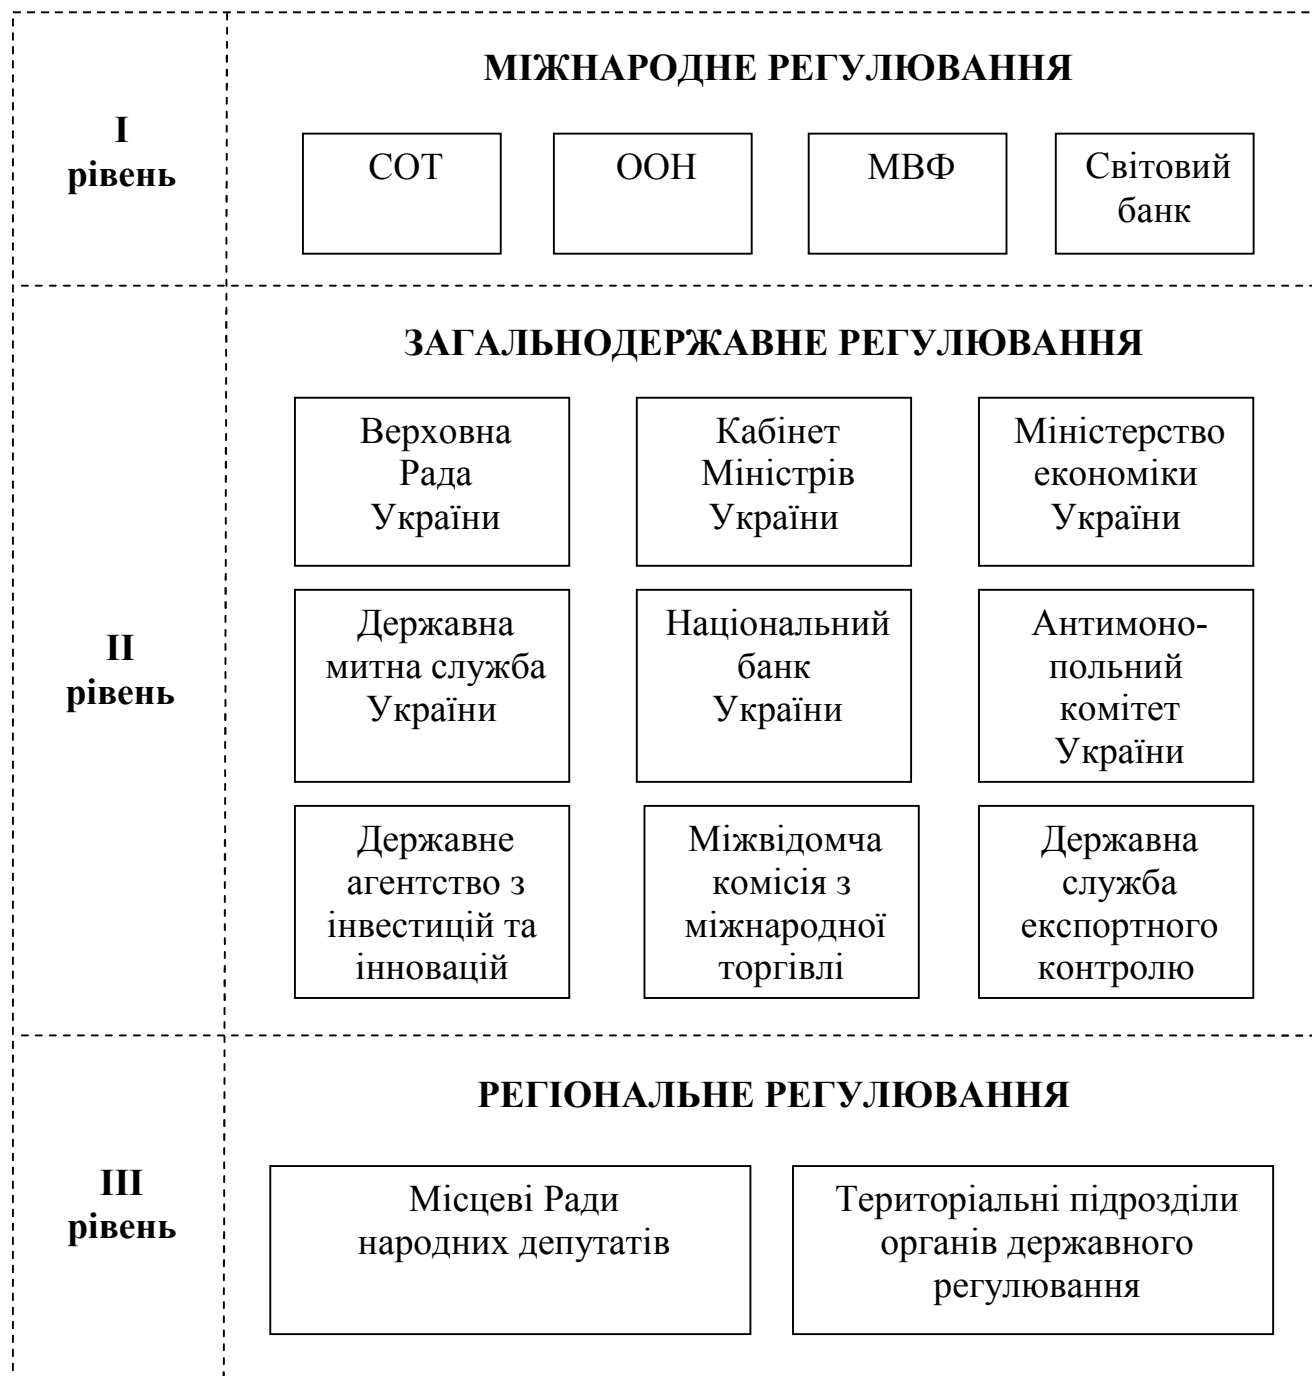 МІЖНАРОДНЕ РЕГУЛЮВАННЯ
І
рівень
СОТ
ООН
МВФ
Світовий
банк
ЗАГАЛЬНОДЕРЖАВНЕ РЕГУЛЮВАННЯ
ІІ
рівень
Верховна
Рада
України
Кабінет
Міністрів
України
Міністерство
економіки
України
Державна
митна служба
України
Національний
банк
України
Антимоно-
польний
комітет
України
Державне
агентство з
інвестицій та
інновацій
Міжвідомча
комісія з
міжнародної
торгівлі
Державна
служба
експортного
контролю
РЕГІОНАЛЬНЕ РЕГУЛЮВАННЯ
ІІІ
рівень
Місцеві Ради
народних депутатів
Територіальні підрозділи
органів державного
регулювання